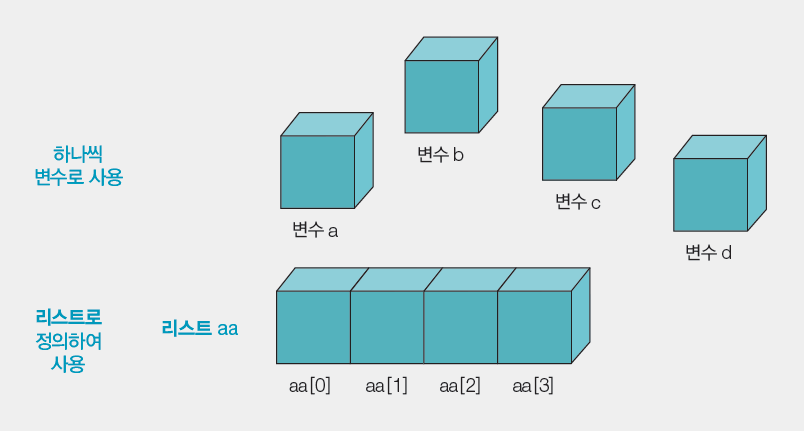 하나씩
변수로 사용
변수 a
변수 b
변수 c
변수 d
리스트로
정의하여
사용
리스트 aa
aa[0]
aa[1]
aa[2]
aa[3]